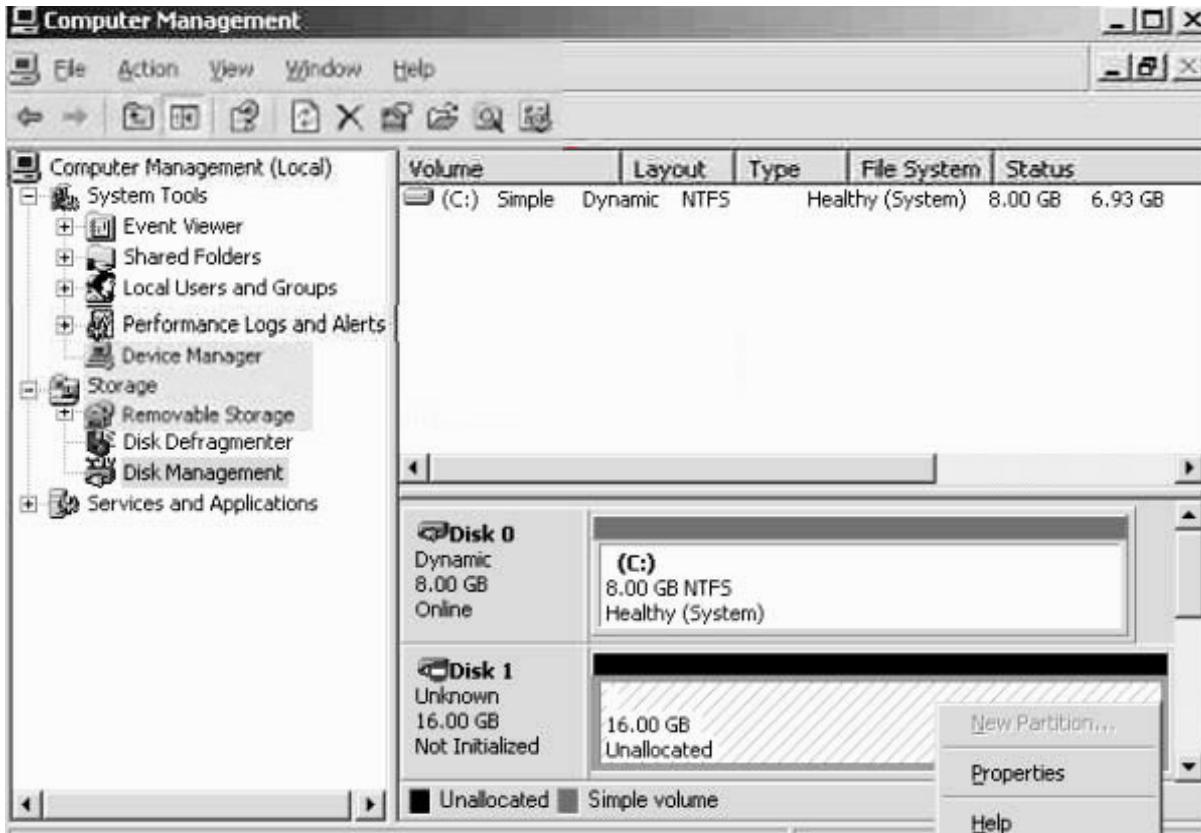 Computer Management
File Action View Window Help
Computer Management (Local)
System Tools
Event Viewer
Shared Folders
Local Users and Groups
Performance Logs and Alerts
Device Manager
Storage
Removable Storage
Disk Defragmenter
Disk Management
Services and Applications
Volume Layout Type File System Status
(C:) Simple Dynamic NTFS Healthy (System) 8.00 GB 6.93 GB
Disk 0
Dynamic
8.00 GB
Online
(C:)
8.00 GB NTFS
Healthy (System)
Disk 1
Unknown
16.00 GB
Not Initialized
16.00 GB
Unallocated
New Partition...
Properties
Help
Unallocated Simple volume